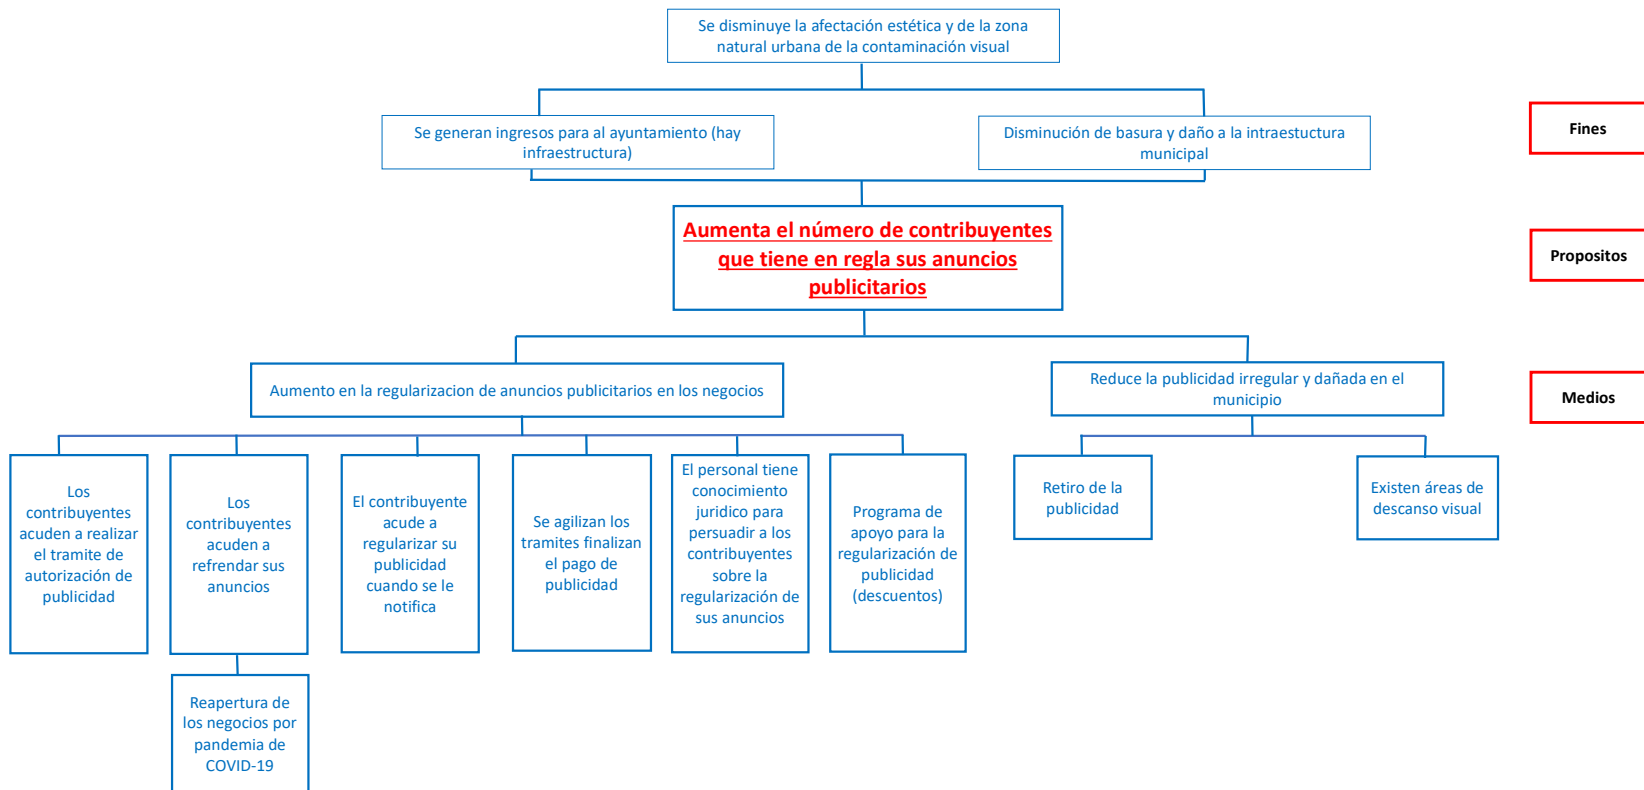 Se disminuye la afectación estética y de la zona
natural urbana de la contaminación visual
Se generan ingresos para al ayuntamiento (hay
infraestructura)
Disminución de basura y daño a la intraestuctura
municipal
Fines
Aumenta el número de contribuyentes
que tiene en regla sus anuncios
publicitarios
Propositos
Aumento en la regularizacion de anuncios publicitarios en los negocios
Reduce la publicidad irregular y dañada en el
municipio
Medios
Los
contribuyentes
acuden a realizar
el tramite de
autorización de
publicidad
Los
contribuyentes
acuden a
refrendar sus
anuncios
El contribuyente
acude a
regularizar su
publicidad
cuando se le
notifica
Se agilizan los
tramites finalizan
el pago de
publicidad
El personal tiene
conocimiento
juridico para
persuadir a los
contribuyentes
sobre la
regularización de
sus anuncios
Programa de
apoyo para la
regularización de
publicidad
(descuentos)
Retiro de la
publicidad
Existen áreas de
descanso visual
Reapertura de
los negocios por
pandemia de
COVID-19